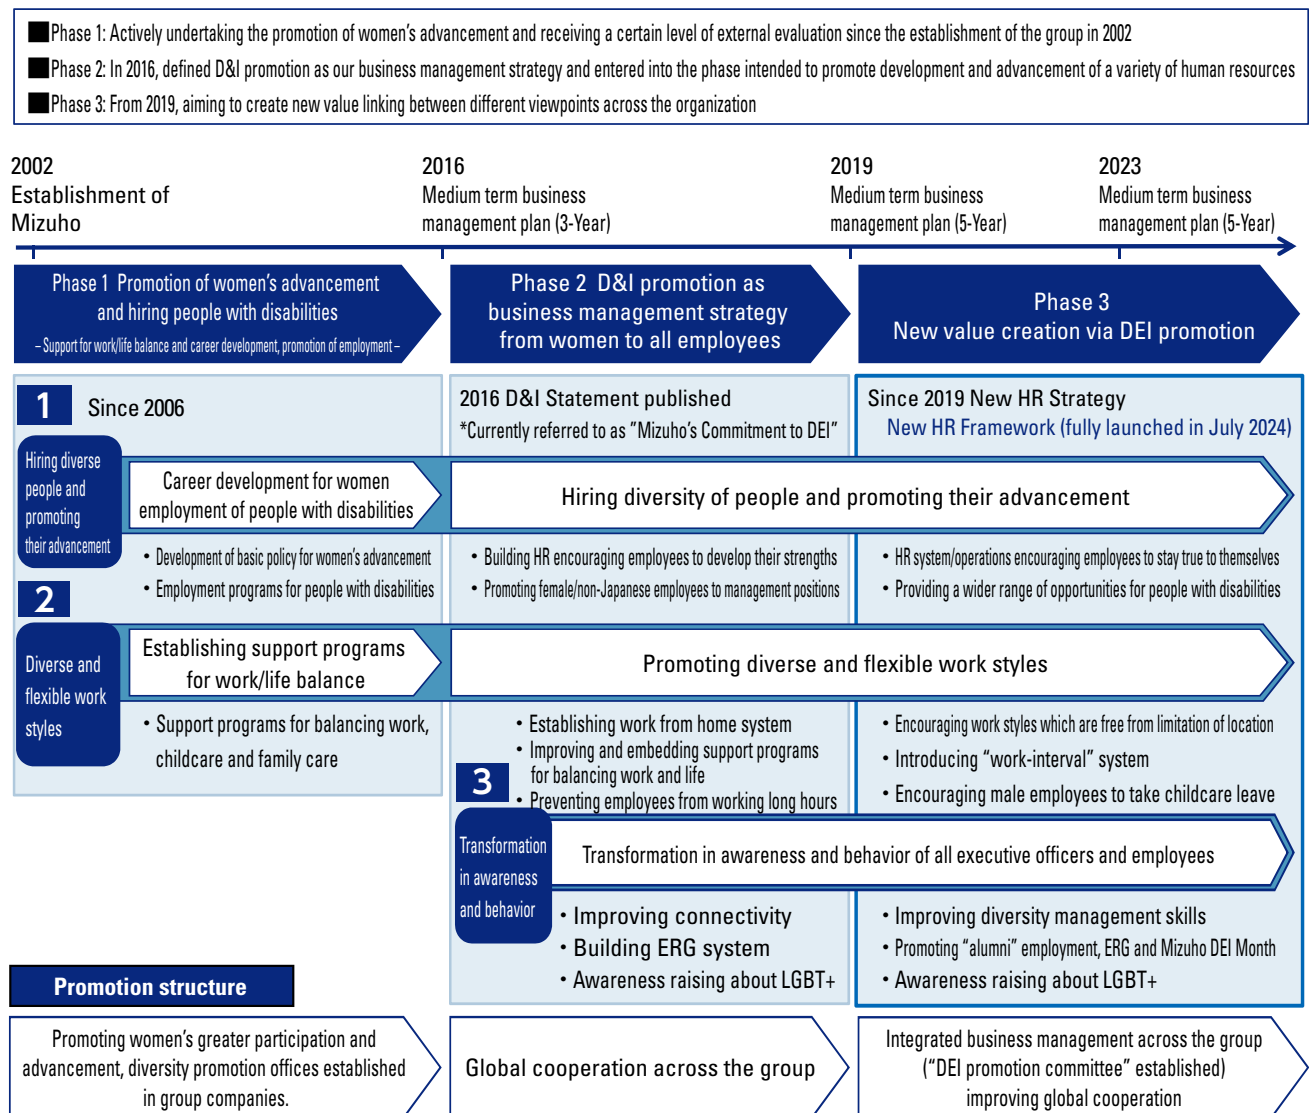 ■Phase 1: Actively undertaking the promotion of women's advancement and receiving a certain level of external evaluation since the establishment of the group in 2002
■Phase 2: In 2016, defined D&I promotion as our business management strategy and entered into the phase intended to promote development and advancement of a variety of human resources
■Phase 3: From 2019, aiming to create new value linking between different viewpoints across the organization
2002
Establishment of
Mizuho
2016
Medium term business
management plan (3-Year)
2019
Medium term business
management plan (5-Year)
2023
Medium term business
management plan (5-Year)
Phase 1 Promotion of women's advancement
and hiring people with disabilities
– Support for work/life balance and career development, promotion of employment –
Phase 2 D&I promotion as
business management strategy
from women to all employees
Phase 3
New value creation via DEI promotion
1
Since 2006
2016 D&I Statement published
*Currently referred to as "Mizuho's Commitment to DEI"
Since 2019 New HR Strategy
New HR Framework (fully launched in July 2024)
Hiring diverse
people and
promoting
their advancement
Career development for women
employment of people with disabilities
Hiring diversity of people and promoting their advancement
・Development of basic policy for women's advancement
・Employment programs for people with disabilities
・Building HR encouraging employees to develop their strengths
・Promoting female/non-Japanese employees to management positions
・HR system/operations encouraging employees to stay true to themselves
・Providing a wider range of opportunities for people with disabilities
2
Diverse and
flexible work
styles
Establishing support programs
for work/life balance
Promoting diverse and flexible work styles
・Support programs for balancing work,
childcare and family care
・Establishing work from home system
・Improving and embedding support programs
for balancing work and life
・Preventing employees from working long hours
・Encouraging work styles which are free from limitation of location
・Introducing "work-interval" system
・Encouraging male employees to take childcare leave
3
Transformation
in awareness
and behavior
Transformation in awareness and behavior of all executive officers and employees
・Improving connectivity
・Building ERG system
・Awareness raising about LGBT+
・Improving diversity management skills
・Promoting "alumni" employment, ERG and Mizuho DEI Month
・Awareness raising about LGBT+
Promotion structure
Promoting women's greater participation and
advancement, diversity promotion offices established
in group companies.
Global cooperation across the group
Integrated business management across the group
("DEI promotion committee" established)
improving global cooperation